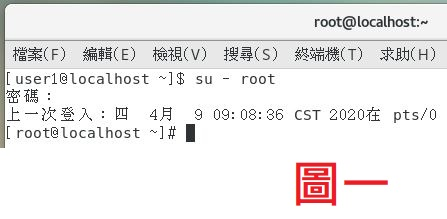 root@localhost:~
檔案(F) 編輯(E) 檢視(V) 搜尋(S) 終端機(T) 求助(H)
[user1@localhost ~]$ su - root
密碼：
上一次登入：四  4月  9 09:08:36 CST 2020在 pts/0
[root@localhost ~]#
圖一